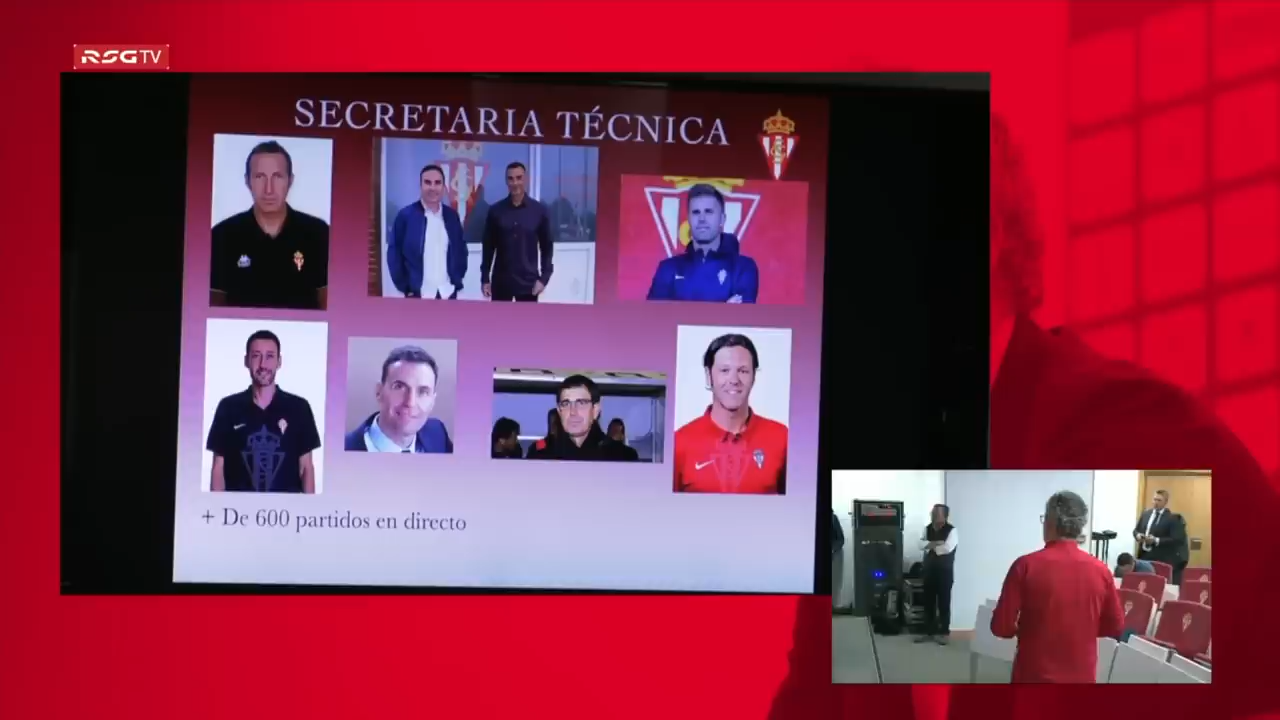 RSGTV
SECRETARIA TÉCNICA
+ De 600 partidos en directo